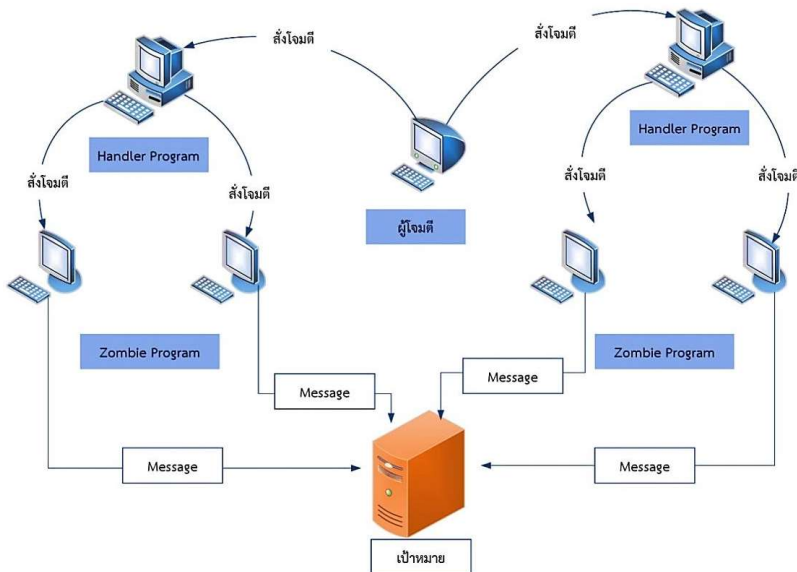 สั่งโจมตี
สั่งโจมตี
Handler Program
Handler Program
สั่งโจมตี
สั่งโจมตี
สั่งโจมตี
สั่งโจมตี
ผู้โจมตี
Zombie Program
Zombie Program
Message
Message
Message
Message
เป้าหมาย